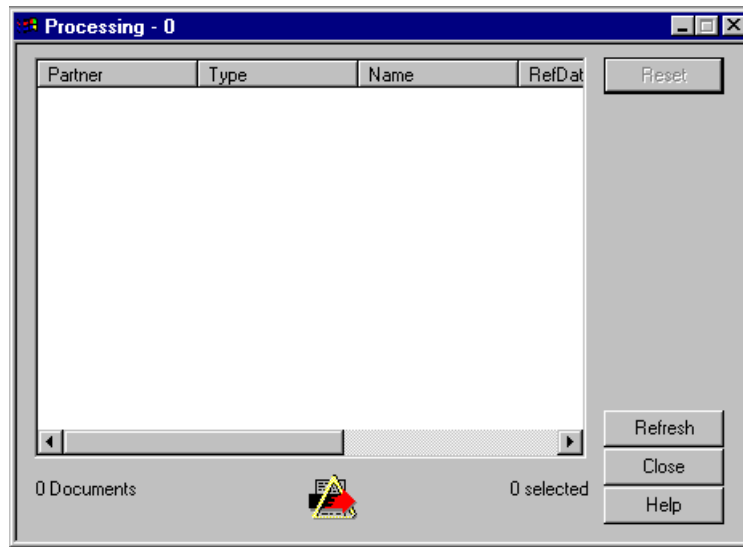 Processing - 0
Partner Type Name RefDat
Reset
Refresh
Close
0 Documents 0 selected
Help